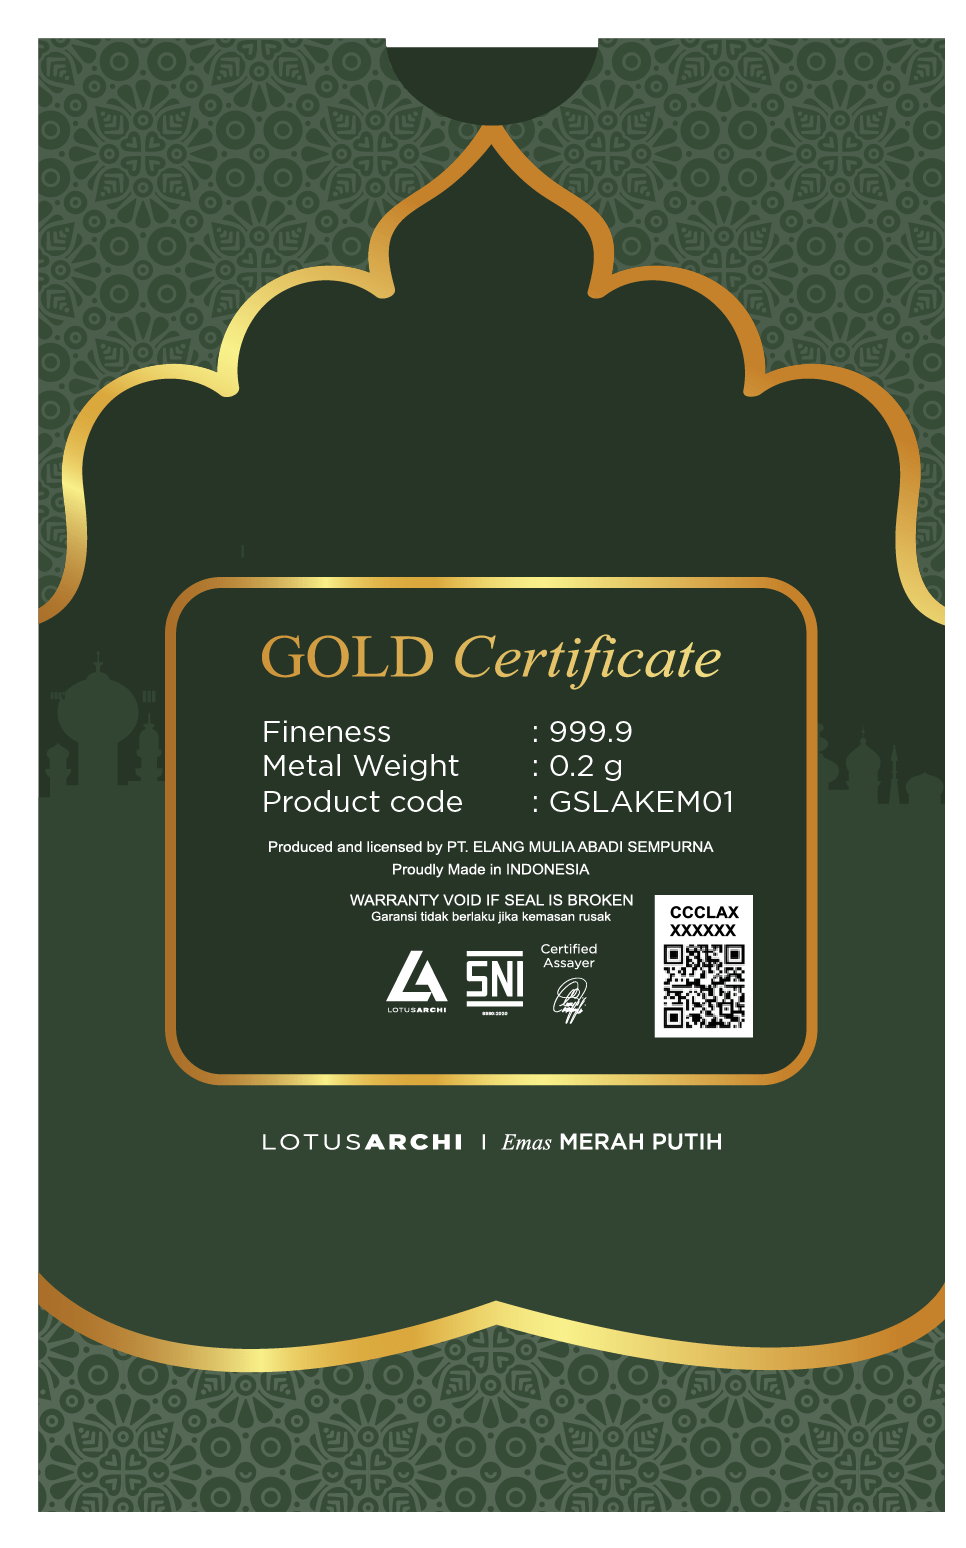 GOLD Certificate
Fineness : 999.9
Metal Weight : 0.2 g
Product code : GSLAKEM01
Produced and licensed by PT. ELANG MULIA ABADI SEMPURNA
Proudly Made in INDONESIA
WARRANTY VOID IF SEAL IS BROKEN
Garansi tidak berlaku jika kemasan rusak
CCCLAX
XXXXXX
Certified
Assayer
SNI
LOTUSARCHI
8880:2020
LOTUSARCHI | Emas MERAH PUTIH